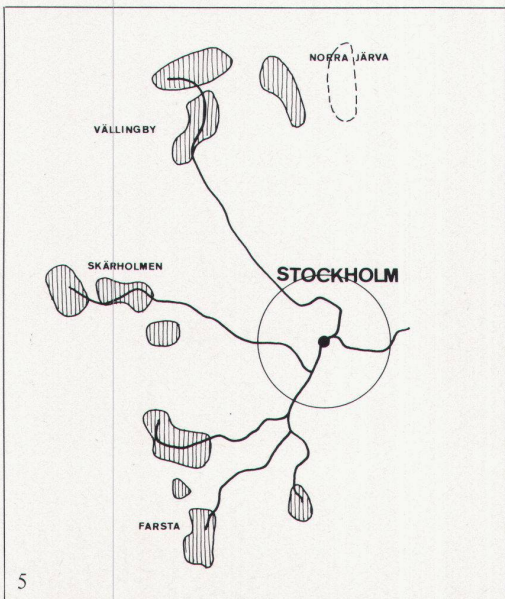 NORRA JÄRVA
VÄLLINGBY
SKÄRHOLMEN
STOCKHOLM
FARSTA
5